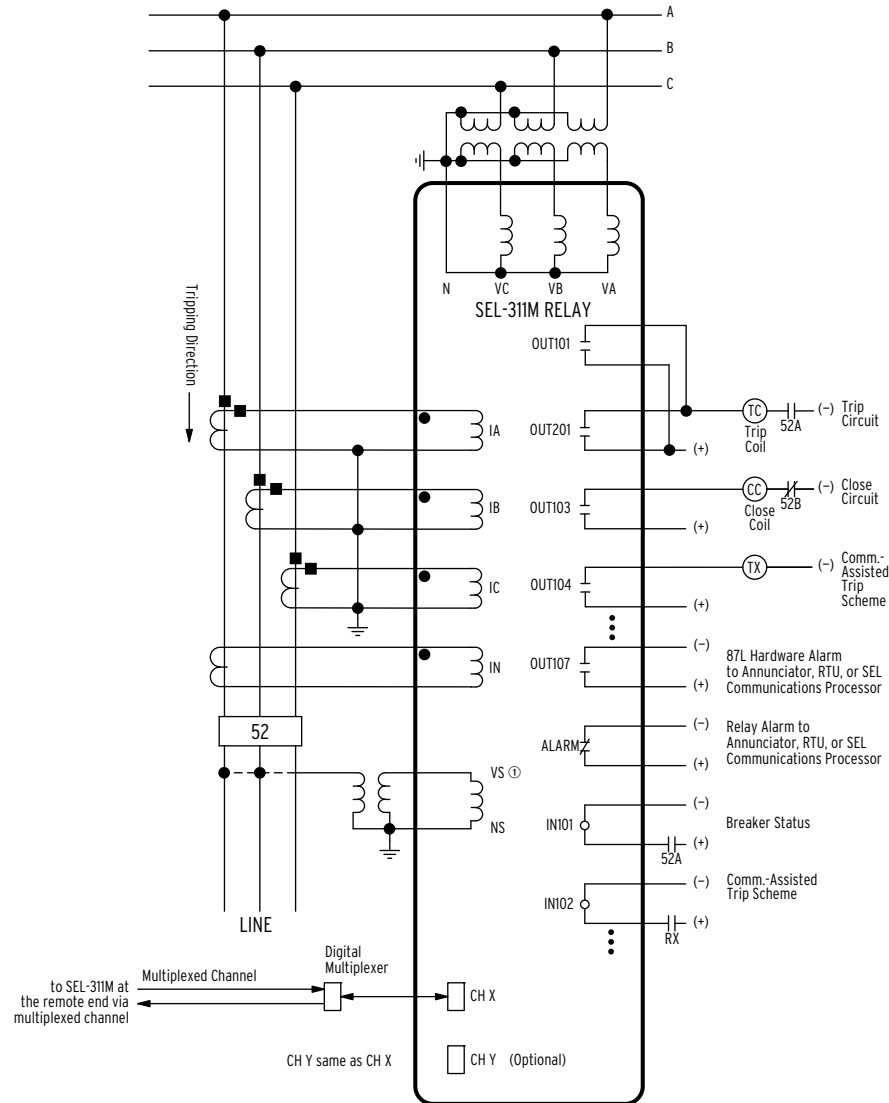 A
B
C
N
VC
VB
VA
SEL-311M RELAY
Tripping Direction
OUT101
IA
OUT201
TC
Trip
Coil
52A
(–)
Trip
Circuit
(+)
IB
OUT103
CC
Close
Coil
52B
(–)
Close
Circuit
(+)
IC
OUT104
TX
(–)
Comm.-
Assisted
Trip
Scheme
(+)
IN
OUT107
(–)
(+)
87L Hardware Alarm
to Annunciator, RTU, or SEL
Communications Processor
52
ALARM
(–)
(+)
Relay Alarm to
Annunciator, RTU, or SEL
Communications Processor
VS ①
NS
IN101
(–)
(+)
52A
Breaker Status
IN102
(–)
(+)
RX
Comm.-Assisted
Trip Scheme
LINE
to SEL-311M at
the remote end via
multiplexed channel
Multiplexed Channel
Digital
Multiplexer
CH X
CH Y same as CH X
CH Y (Optional)